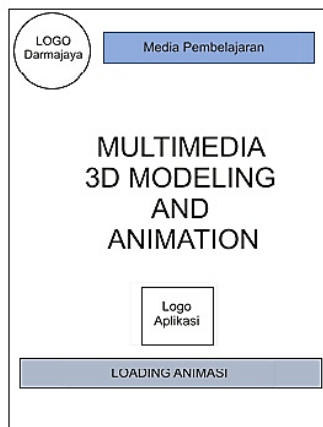 LOGO
Darmajaya
Media Pembelajaran
MULTIMEDIA
3D MODELING
AND
ANIMATION
Logo
Aplikasi
LOADING ANIMASI